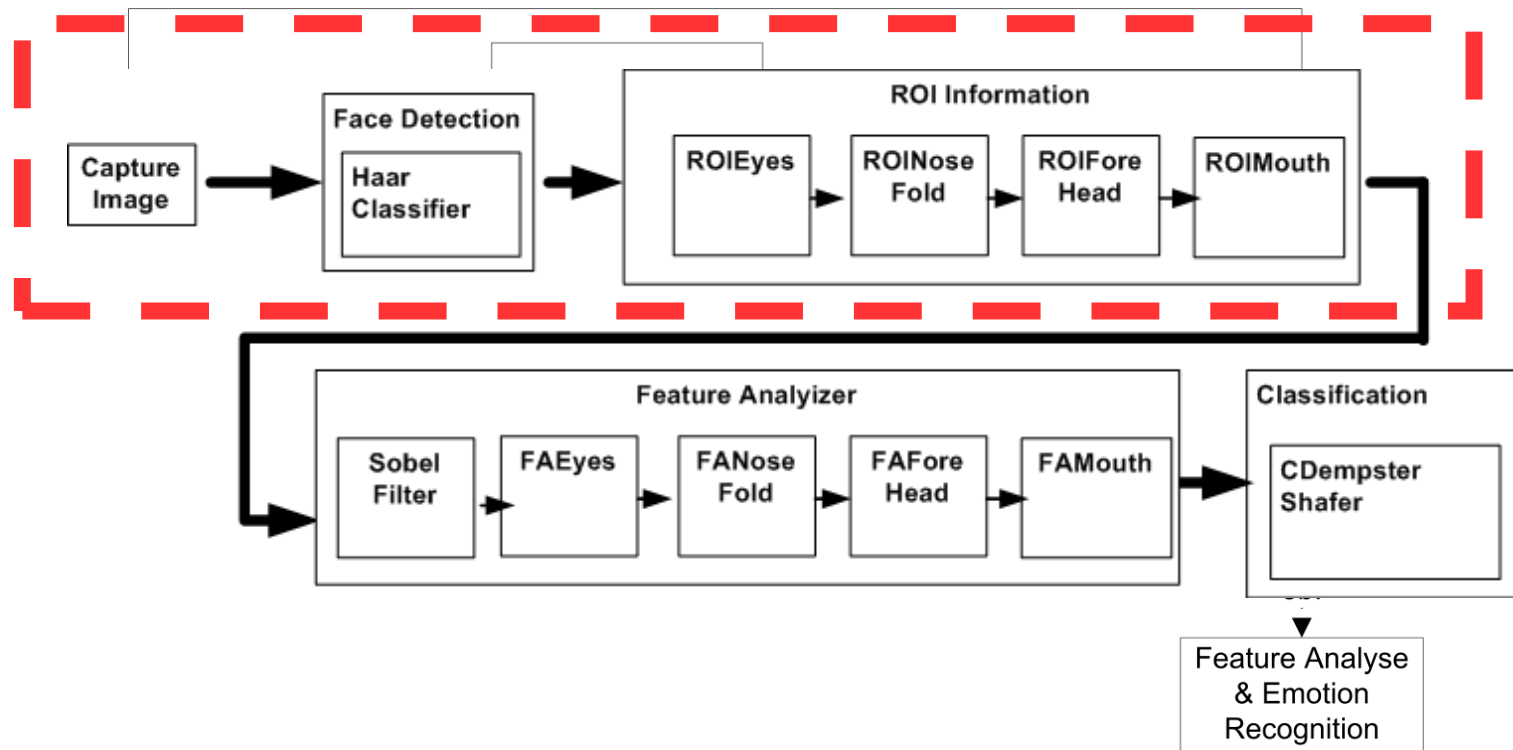 ROI Information
Face Detection
Capture
Image
Haar
Classifier
ROIEyes
ROINose
Fold
ROIFore
Head
ROIMouth
Feature Analyizer
Sobel
Filter
FAEyes
FANose
Fold
FAFore
Head
FAMouth
Classification
CDempster
Shafer
Feature Analyse
& Emotion
Recognition